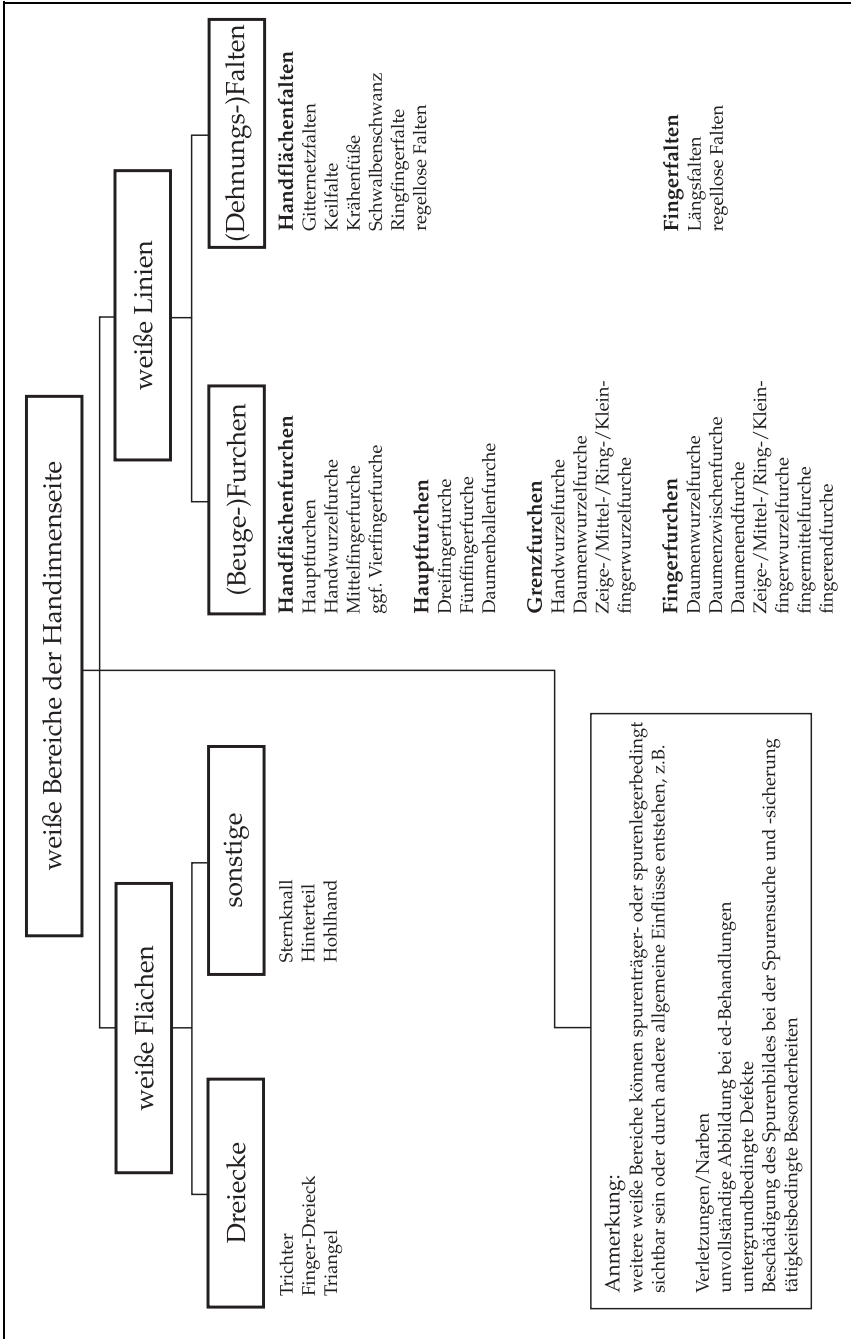 weiße Bereiche der Handinnenseite
weiße Flächen
weiße Linien
Dreiecke
sonstige
(Beuge-)Furchen
(Dehnungs-)Falten
Trichter
Finger-Dreieck
Triangel
Sternknall
Hinterteil
Hohlhand
Handflächenfurchen
Hauptfurchen
Handwurzelfurche
Mittelfingerfurche
ggf. Vierfingerfurche
Hauptfurchen
Dreifingerfurche
Fünffingerfurche
Daumenballenfurche
Grenzfurchen
Handwurzelfurche
Daumenwurzelfurche
Zeige-/Mittel-/Ring-/Klein-
fingerwurzelfurche
Fingerfurchen
Daumenwurzelfurche
Daumenzwischenfurche
Daumenendfurche
Zeige-/Mittel-/Ring-/Klein-
fingerwurzelfurche
fingermittelfurche
fingerendfurche
Handflächenfalten
Gitternetzfalten
Keilfalte
Krähenfüße
Schwalbenschwanz
Ringfingerfalte
regellose Falten
Fingerfalten
Längsfalten
regellose Falten
Anmerkung:
weitere weiße Bereiche können spurenträger- oder spurenlegerbedingt
sichtbar sein oder durch andere allgemeine Einflüsse entstehen, z.B.
Verletzungen/Narben
unvollständige Abbildung bei ed-Behandlungen
untergrundbedingte Defekte
Beschädigung des Spurenbildes bei der Spurensuche und -sicherung
tätigkeitsbedingte Besonderheiten